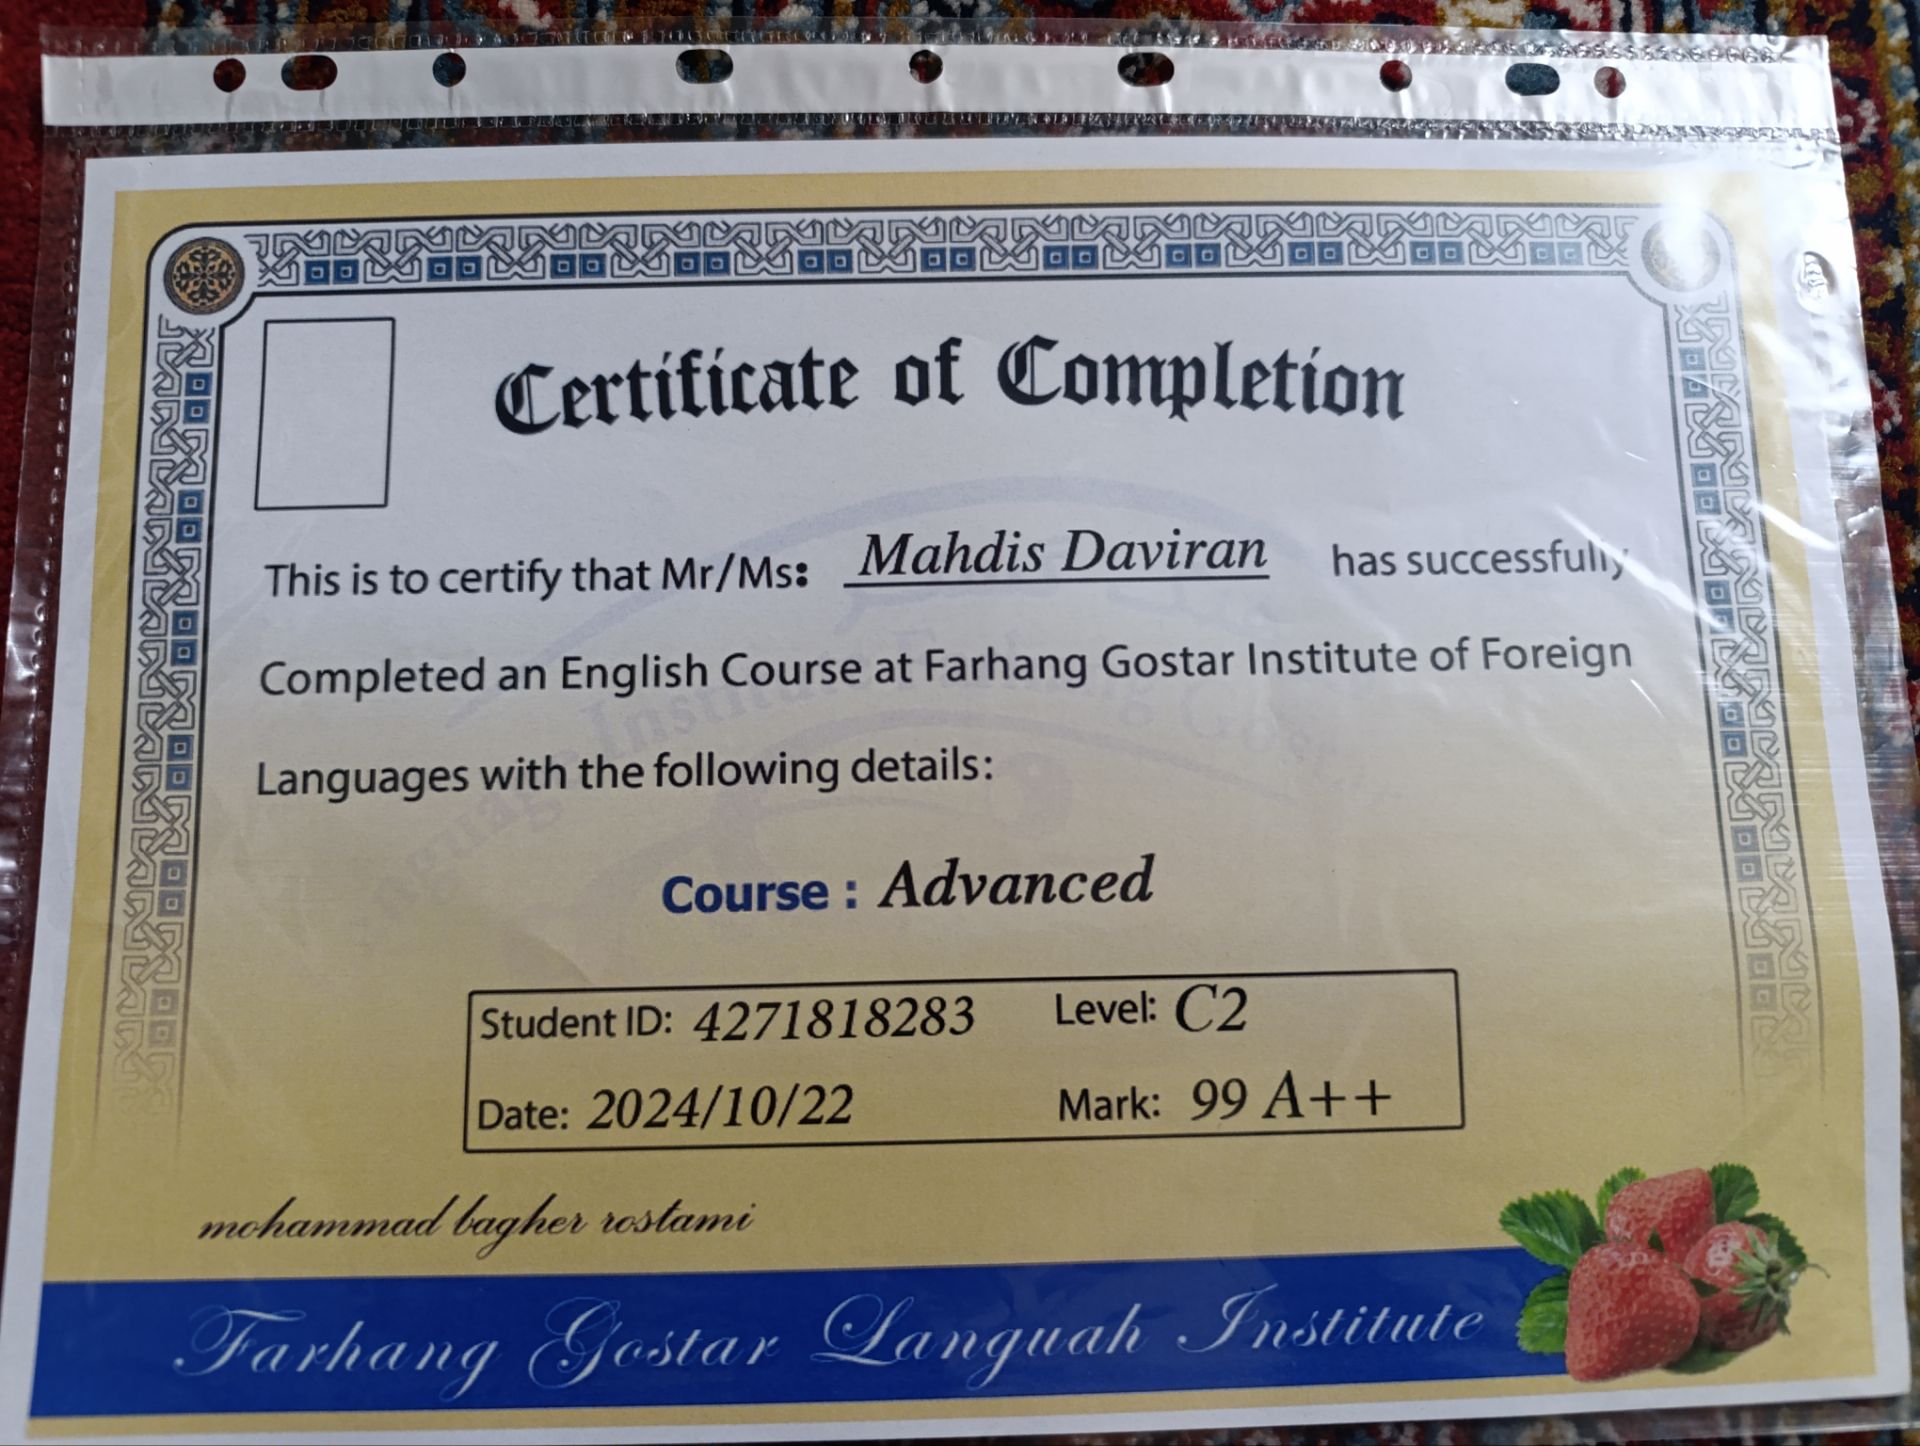 Certificate of Completion
This is to certify that Mr/Ms: Mahdis Daviran has successfully
Completed an English Course at Farhang Gostar Institute of Foreign
Languages with the following details:
Course : Advanced
Student ID: 4271818283 Level: C2
Date: 2024/10/22 Mark: 99 A++
mohammad bagher rostami
Farhang Gostar Languah Institute